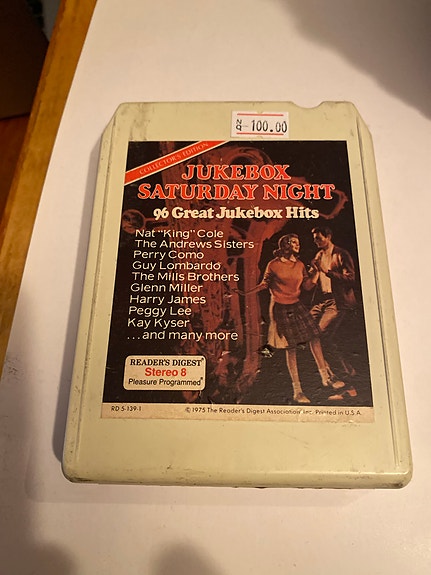 NQ 100.00
COLLECTOR'S EDITION
JUKEBOX
SATURDAY NIGHT
96 Great Jukebox Hits
Nat "King" Cole
The Andrews Sisters
Perry Como
Guy Lombardo
The Mills Brothers
Glenn Miller
Harry James
Peggy Lee
Kay Kyser
...and many more
READER'S DIGEST®
Stereo 8
Pleasure Programmed®
RD 5-139-1
© 1975 The Reader's Digest Association Inc. Printed in U.S.A.